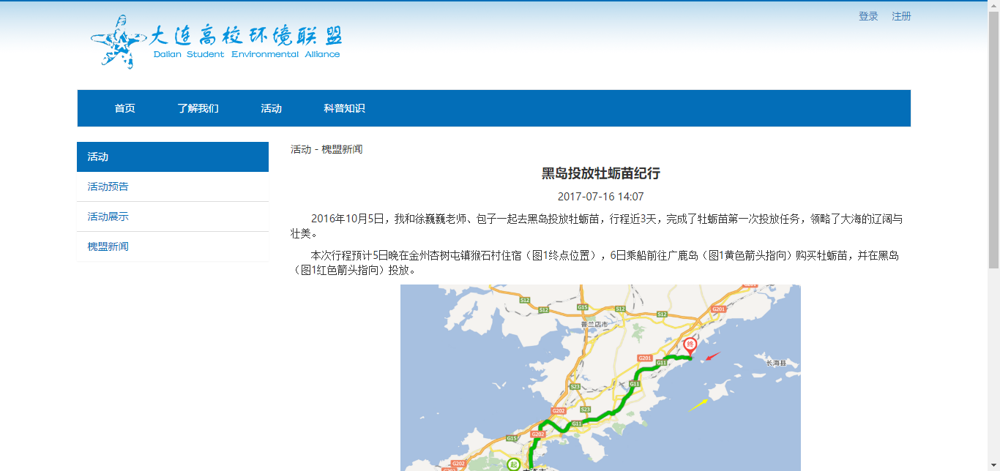 登录 注册
大连高校环境联盟
Dalian Student Environmental Alliance
首页 了解我们 活动 科普知识
活动
活动预告
活动展示
槐盟新闻
活动 - 槐盟新闻
黑岛投放牡蛎苗纪行
2017-07-16 14:07
2016年10月5日，我和徐巍巍老师、包子一起去黑岛投放牡蛎苗，行程近3天，完成了牡蛎苗第一次投放任务，领略了大海的辽阔与
壮美。
本次行程预计5日晚在金州杏树屯镇猴石村住宿（图1终点位置），6日乘船前往广鹿岛（图1黄色箭头指向）购买牡蛎苗，并在黑岛
（图1红色箭头指向）投放。
S12
S12
G15
S12
S12
G201
普兰店市
终
G201
G11
长海县
G11
S23
S23
G202
G11
G202
G15
G202
起